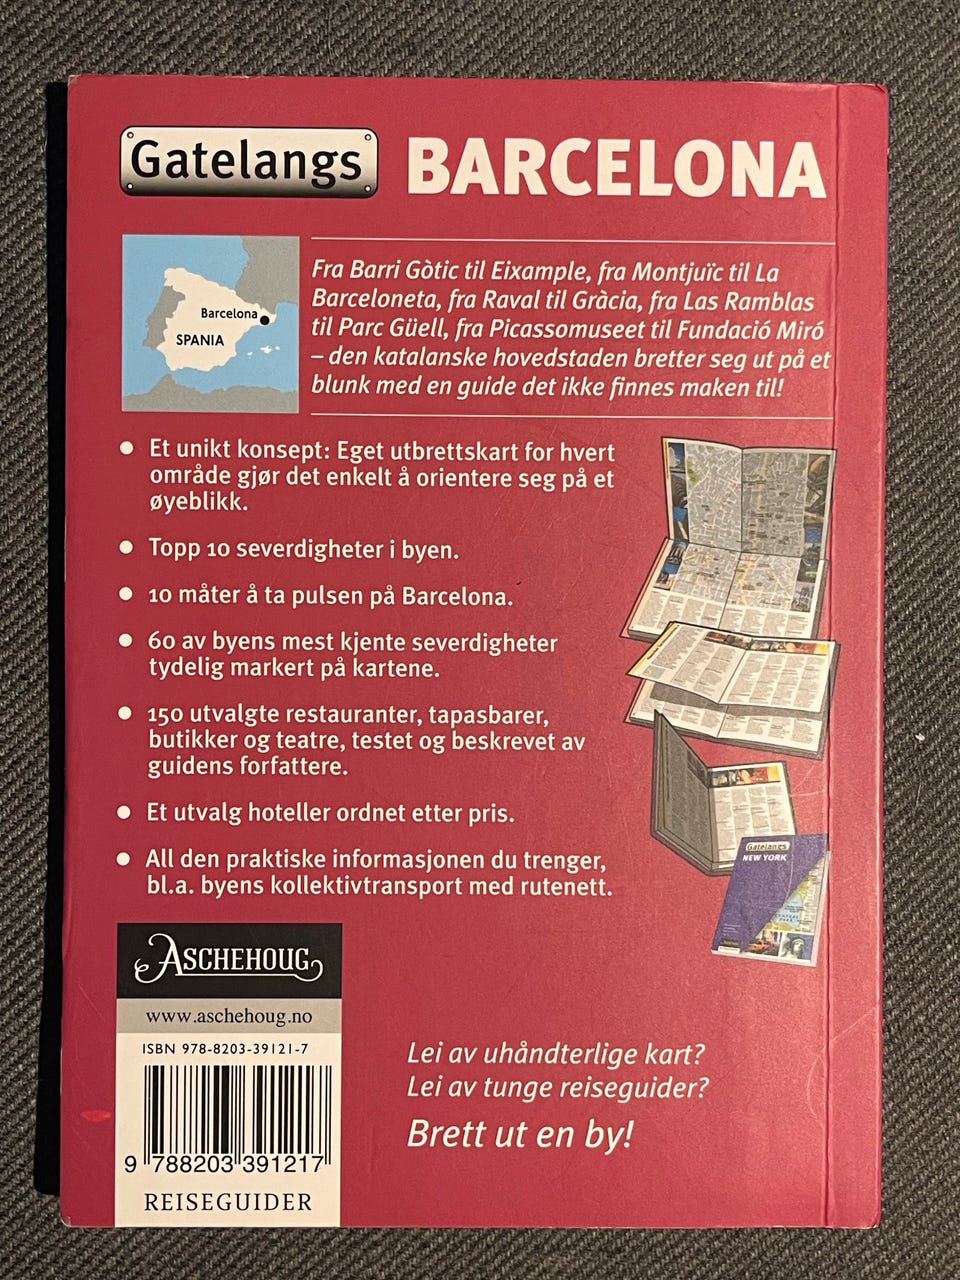 Gatelangs
BARCELONA
Barcelona
SPANIA
Fra Barri Gòtic til Eixample, fra Montjuïc til La
Barceloneta, fra Raval til Gràcia, fra Las Ramblas
til Parc Güell, fra Picassomuseet til Fundació Miró
– den katalanske hovedstaden bretter seg ut på et
blunk med en guide det ikke finnes maken til!
• Et unikt konsept: Eget utbrettskart for hvert
område gjør det enkelt å orientere seg på et
øyeblikk.
• Topp 10 severdigheter i byen.
• 10 måter å ta pulsen på Barcelona.
• 60 av byens mest kjente severdigheter
tydelig markert på kartene.
• 150 utvalgte restauranter, tapasbarer,
butikker og teatre, testet og beskrevet av
guidens forfattere.
• Et utvalg hoteller ordnet etter pris.
• All den praktiske informasjonen du trenger,
bl.a. byens kollektivtransport med rutenett.
Gatelangs
NEW YORK
ASCHEHOUG
www.aschehoug.no
ISBN 978-8203-39121-7
9 788203 391217
REISEGUIDER
Lei av uhåndterlige kart?
Lei av tunge reiseguider?
Brett ut en by!